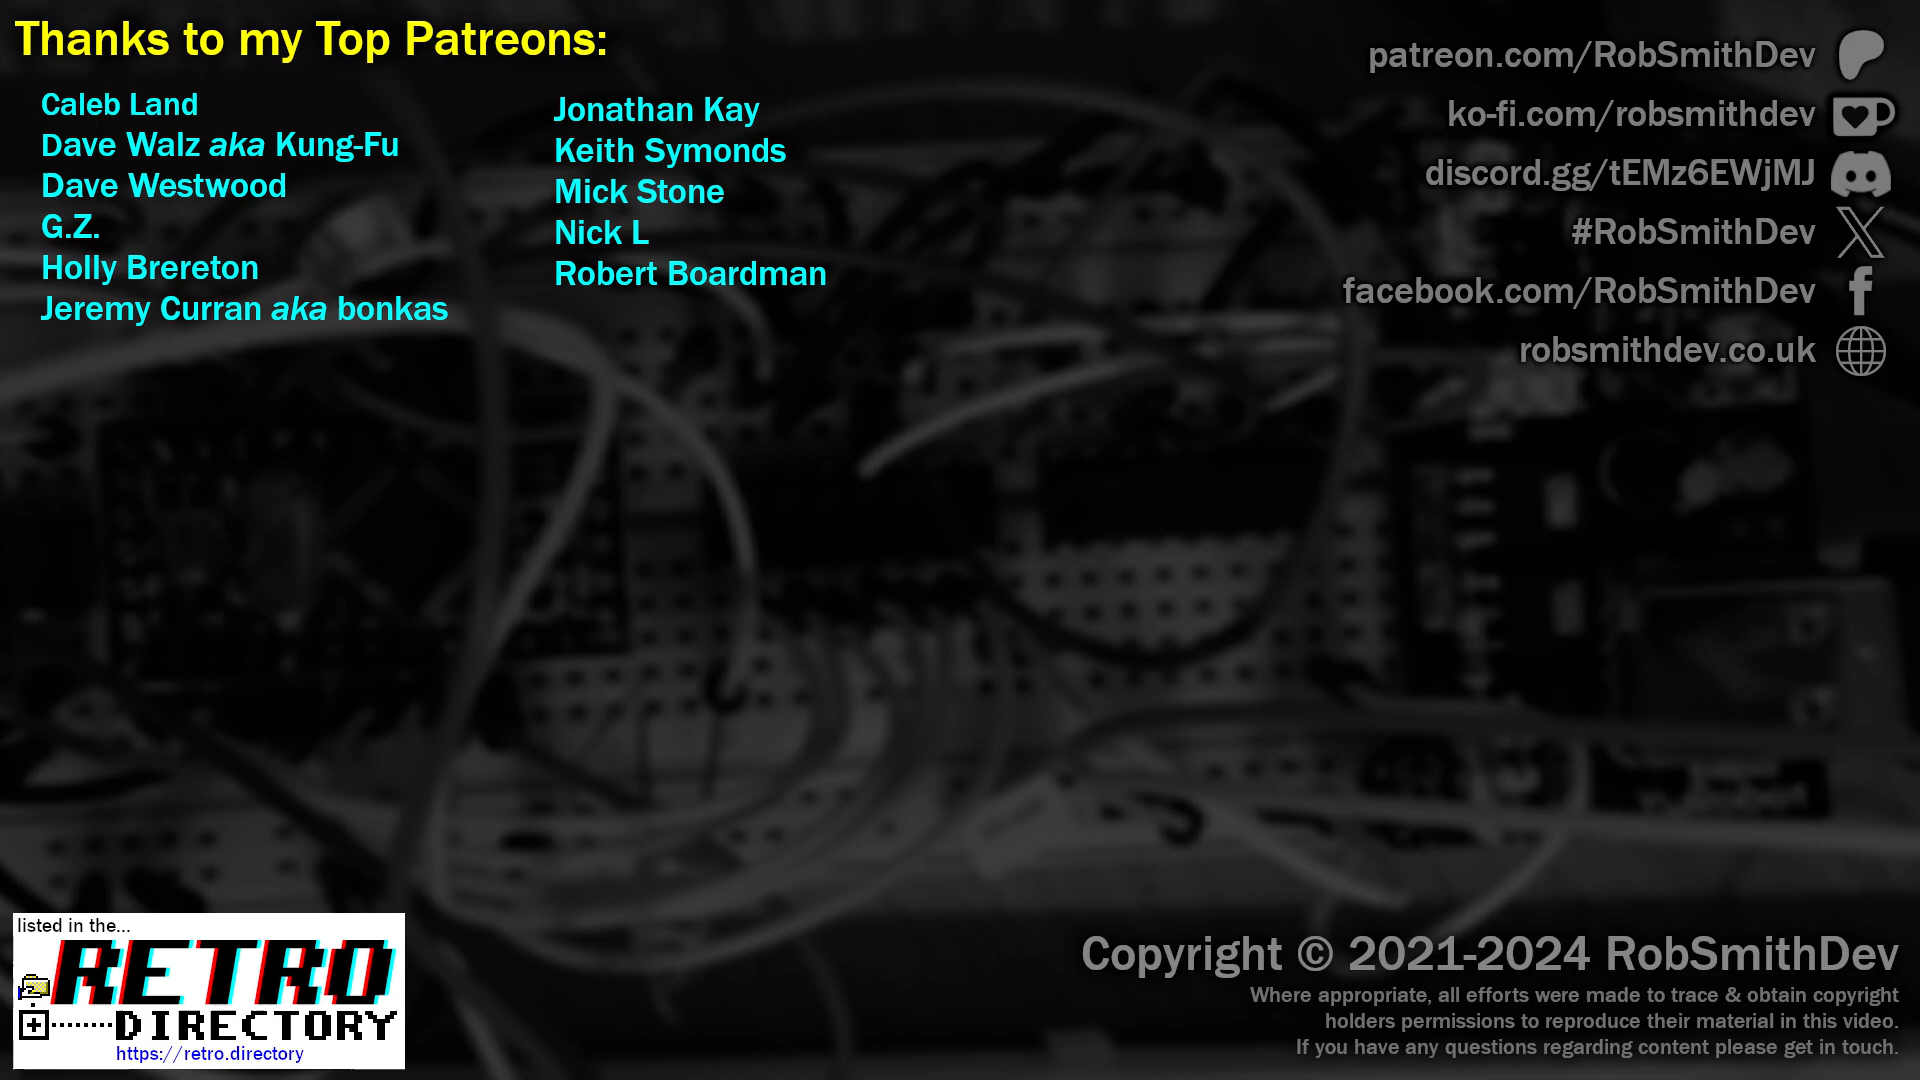 Thanks to my Top Patreons:
Caleb Land
Dave Walz aka Kung-Fu
Dave Westwood
G.Z.
Holly Brereton
Jeremy Curran aka bonkas
Jonathan Kay
Keith Symonds
Mick Stone
Nick L
Robert Boardman
patreon.com/RobSmithDev
ko-fi.com/robsmithdev
discord.gg/tEMz6EWjMJ
#RobSmithDev
facebook.com/RobSmithDev
robsmithdev.co.uk
listed in the...
RETRO
DIRECTORY
https://retro.directory
Copyright © 2021-2024 RobSmithDev
Where appropriate, all efforts were made to trace & obtain copyright
holders permissions to reproduce their material in this video.
If you have any questions regarding content please get in touch.